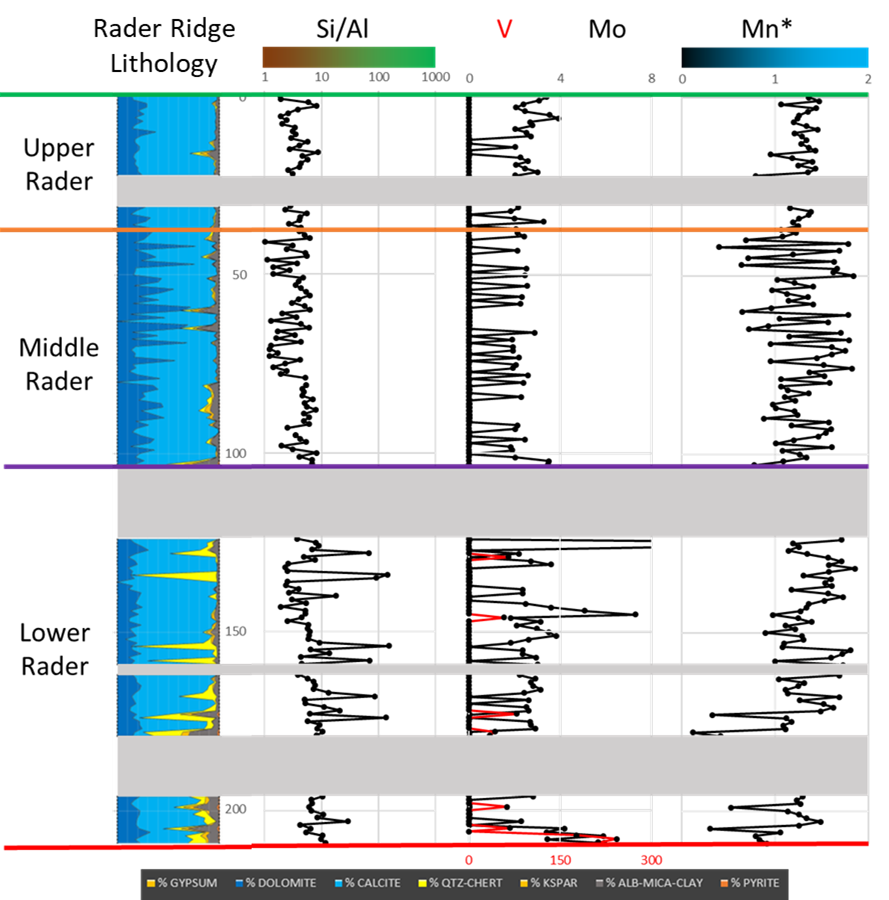 Rader Ridge
Lithology
Si/Al
V
Mo
Mn*
1 10 100 1000
0 4 8
0 1 2
0
Upper
Rader
50
Middle
Rader
100
Lower
Rader
150
200
0 150 300
% GYPSUM % DOLOMITE % CALCITE % QTZ-CHERT % KSPAR % ALB-MICA-CLAY % PYRITE